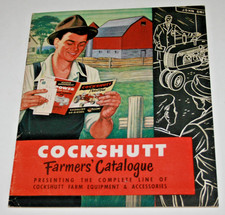 COCKSHUTT
Farmers' Catalogue
PRESENTING THE COMPLETE LINE OF
COCKSHUTT FARM EQUIPMENT & ACCESSORIES